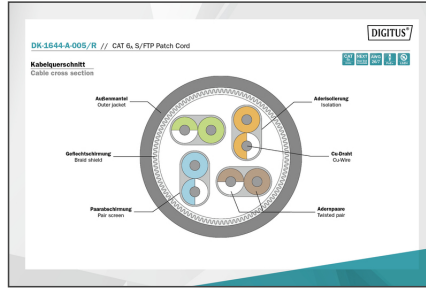 DIGITUS®
DK-1644-A-005/R // CAT 6A S/FTP Patch Cord
Kabelquerschnitt
Cable cross section
Außenmantel
Outer jacket
Aderisolierung
Isolation
Geflechtschirmung
Braid shield
Cu-Draht
Cu-Wire
Paarabschirmung
Pair screen
Adernpaare
Twisted pair